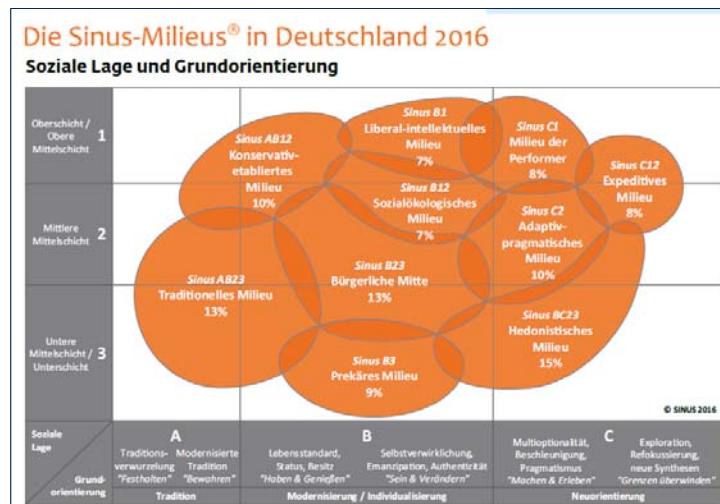 Die Sinus-Milieus® in Deutschland 2016
Soziale Lage und Grundorientierung
Oberschicht /
Obere
Mittelschicht
1
Mittlere
Mittelschicht
2
Untere
Mittelschicht /
Unterschicht
3
Sinus AB12
Konservativ-
etabliertes
Milieu
10%
Sinus B1
Liberal-intellektuelles
Milieu
7%
Sinus C1
Milieu der
Performer
8%
Sinus C12
Expeditives
Milieu
8%
Sinus B12
Sozialökologisches
Milieu
7%
Sinus C2
Adaptiv-
pragmatisches
Milieu
10%
Sinus AB23
Traditionelles Milieu
13%
Sinus B23
Bürgerliche Mitte
13%
Sinus BC23
Hedonistisches
Milieu
15%
Sinus B3
Prekäres Milieu
9%
© SINUS 2016
Soziale
Lage
Grund-
orientierung
A
Traditions-
verwurzelung
"Festhalten"
Modernisierte
Tradition
"Bewahren"
Tradition
B
Lebensstandard,
Status, Besitz
"Haben & Genießen"
Selbstverwirklichung,
Emanzipation, Authentizität
"Sein & Verändern"
Modernisierung / Individualisierung
C
Multioptionalität,
Beschleunigung,
Pragmatismus
"Machen & Erleben"
Exploration,
Refokussierung,
neue Synthesen
"Grenzen überwinden"
Neuorientierung